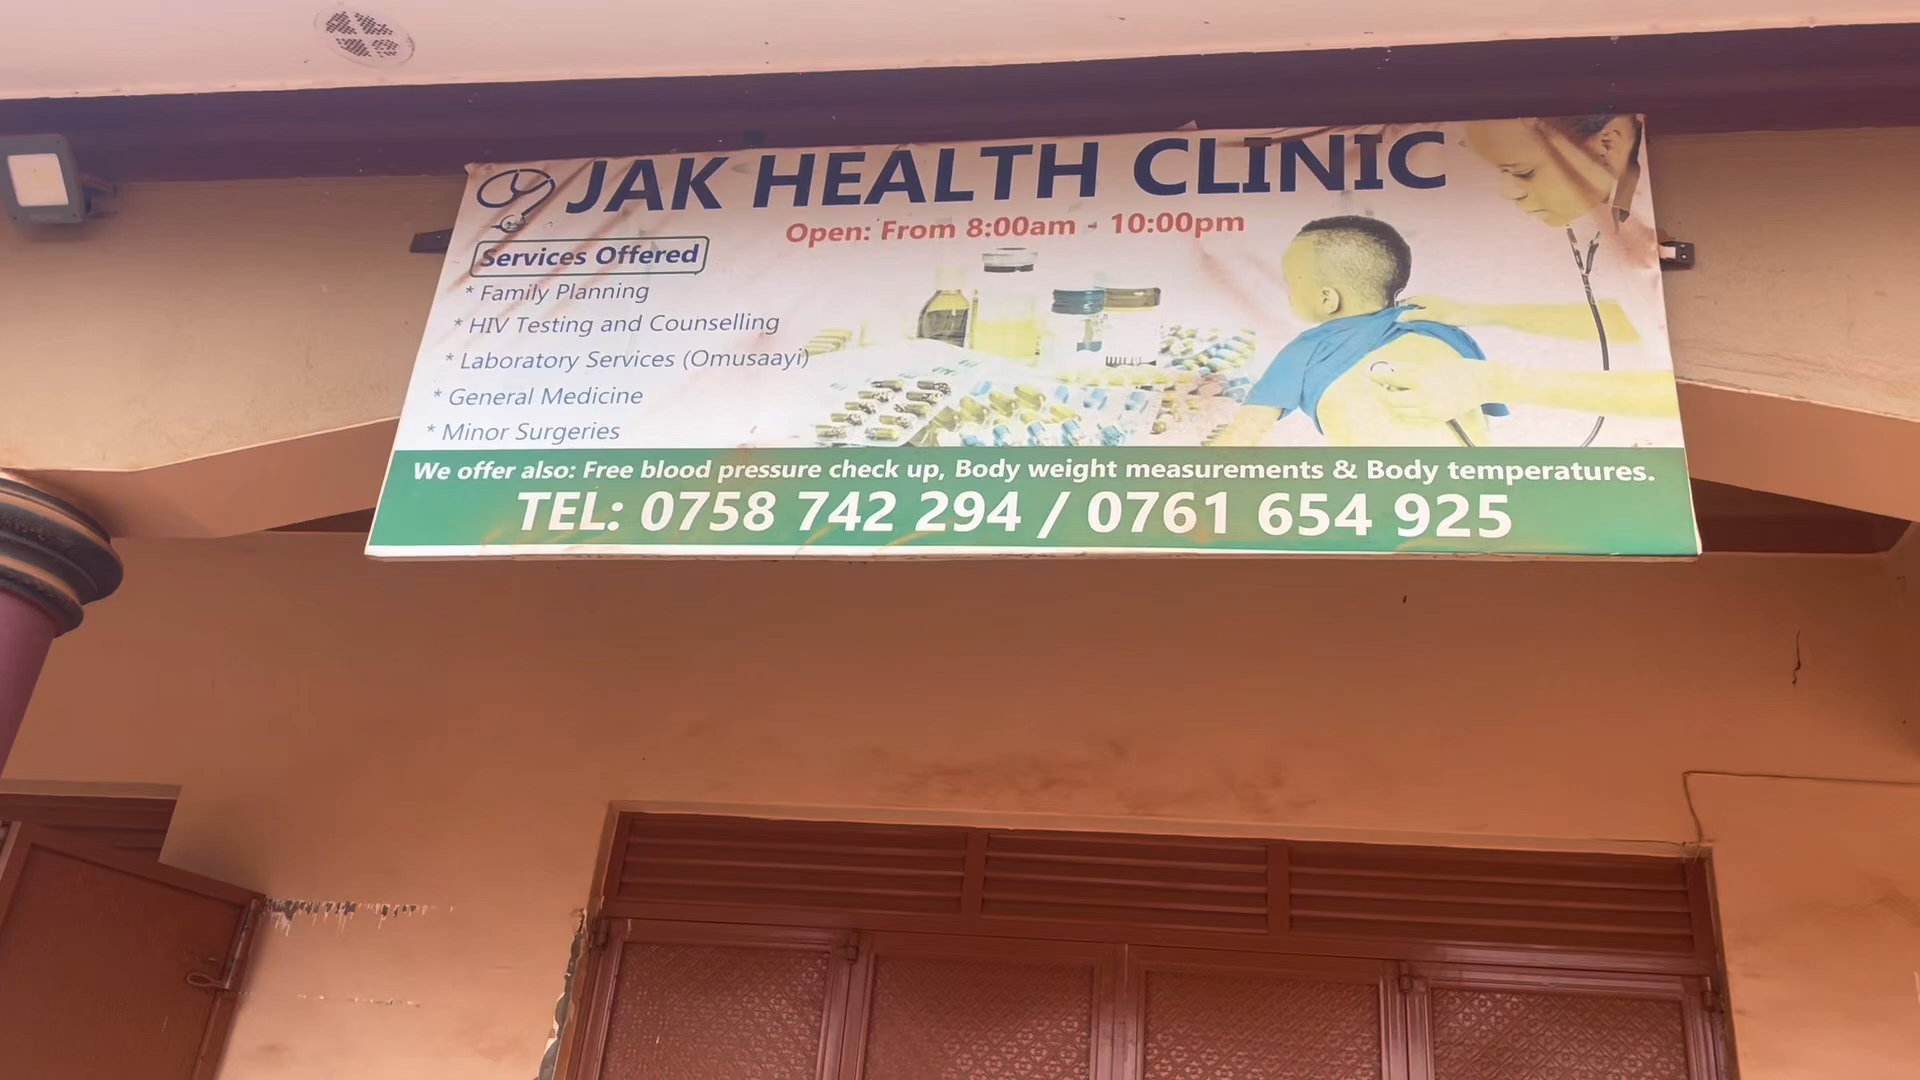 JAK HEALTH CLINIC
Open: From 8:00am - 10:00pm
Services Offered
* Family Planning
* HIV Testing and Counselling
* Laboratory Services (Omusaayi)
* General Medicine
* Minor Surgeries
We offer also: Free blood pressure check up, Body weight measurements & Body temperatures.
TEL: 0758 742 294 / 0761 654 925